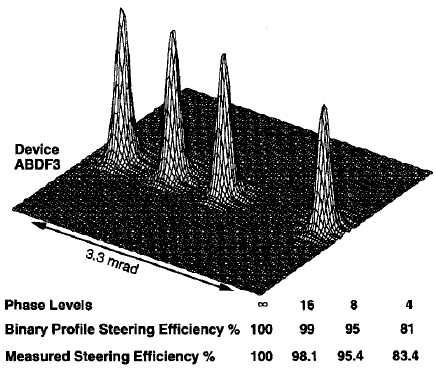 Device
ABDF3
3.3 mrad
Phase Levels ∞ 16 8 4
Binary Profile Steering Efficiency % 100 99 95 81
Measured Steering Efficiency % 100 98.1 95.4 83.4